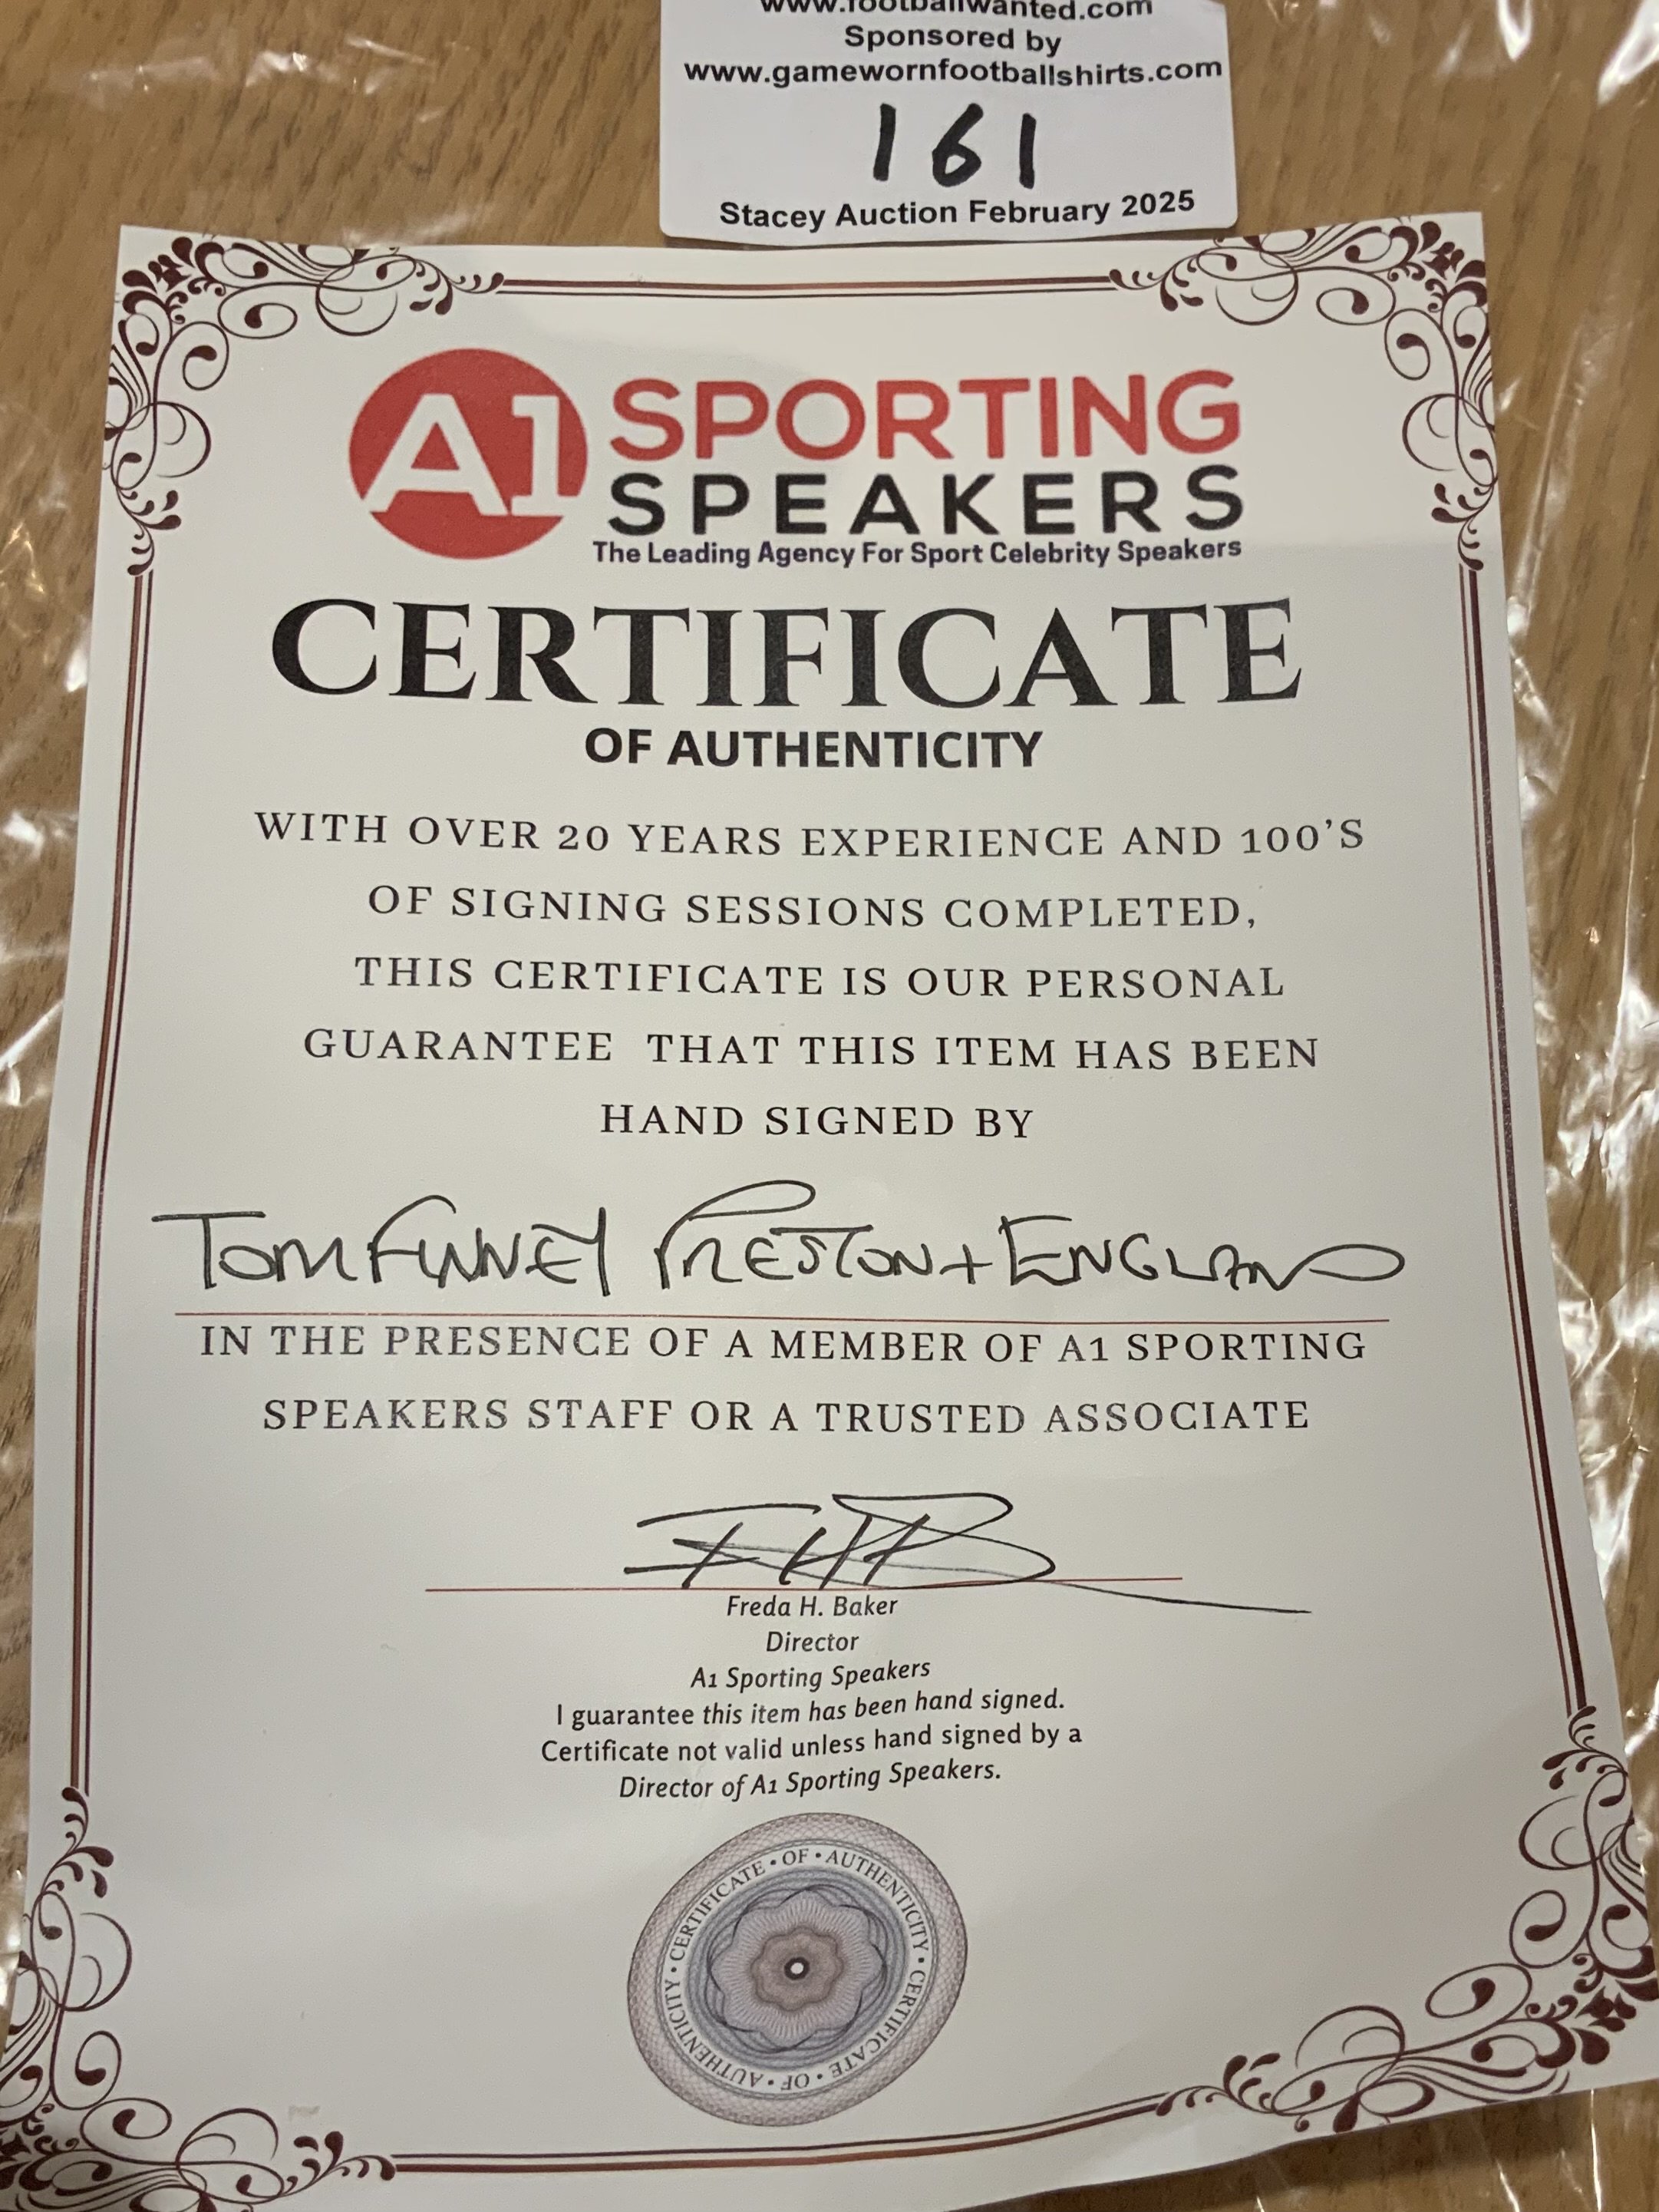 www.footballwanted.com
Sponsored by
www.gamewornfootballshirts.com
161
Stacey Auction February 2025
A1 SPORTING
SPEAKERS
The Leading Agency For Sport Celebrity Speakers
CERTIFICATE
OF AUTHENTICITY
WITH OVER 20 YEARS EXPERIENCE AND 100'S
OF SIGNING SESSIONS COMPLETED,
THIS CERTIFICATE IS OUR PERSONAL
GUARANTEE THAT THIS ITEM HAS BEEN
HAND SIGNED BY
TOM FINNEY PRESTON + ENGLAND
IN THE PRESENCE OF A MEMBER OF A1 SPORTING
SPEAKERS STAFF OR A TRUSTED ASSOCIATE
Freda H. Baker
Director
A1 Sporting Speakers
I guarantee this item has been hand signed.
Certificate not valid unless hand signed by a
Director of A1 Sporting Speakers.
CERTIFICATE • OF • AUTHENTICITY • CERTIFICATE • OF • AUTHENTICITY •